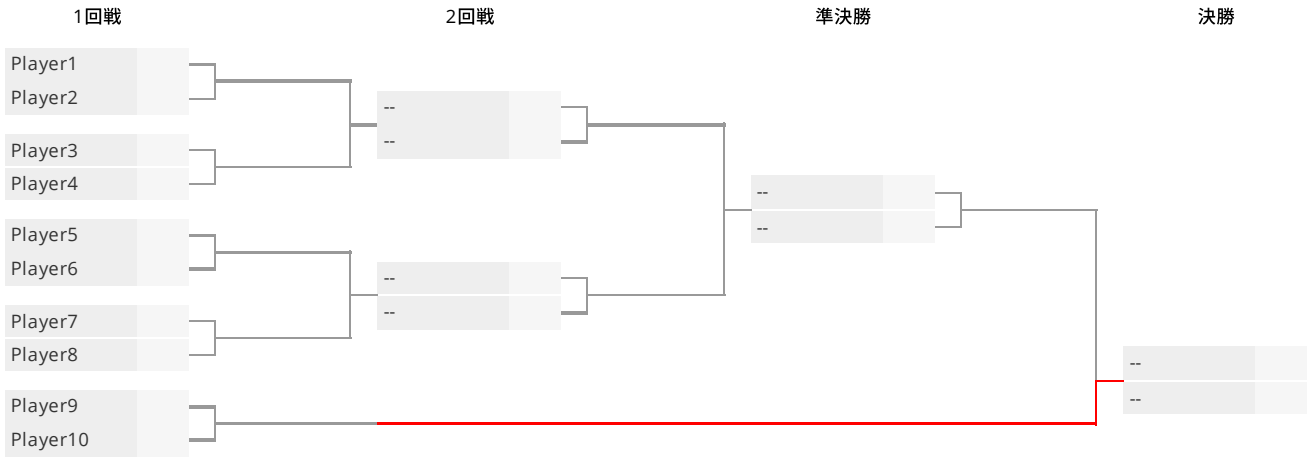 1回戦
2回戦
準決勝
決勝
Player1
Player2
Player3
Player4
Player5
Player6
Player7
Player8
Player9
Player10
--
--
--
--
--
--
--
--